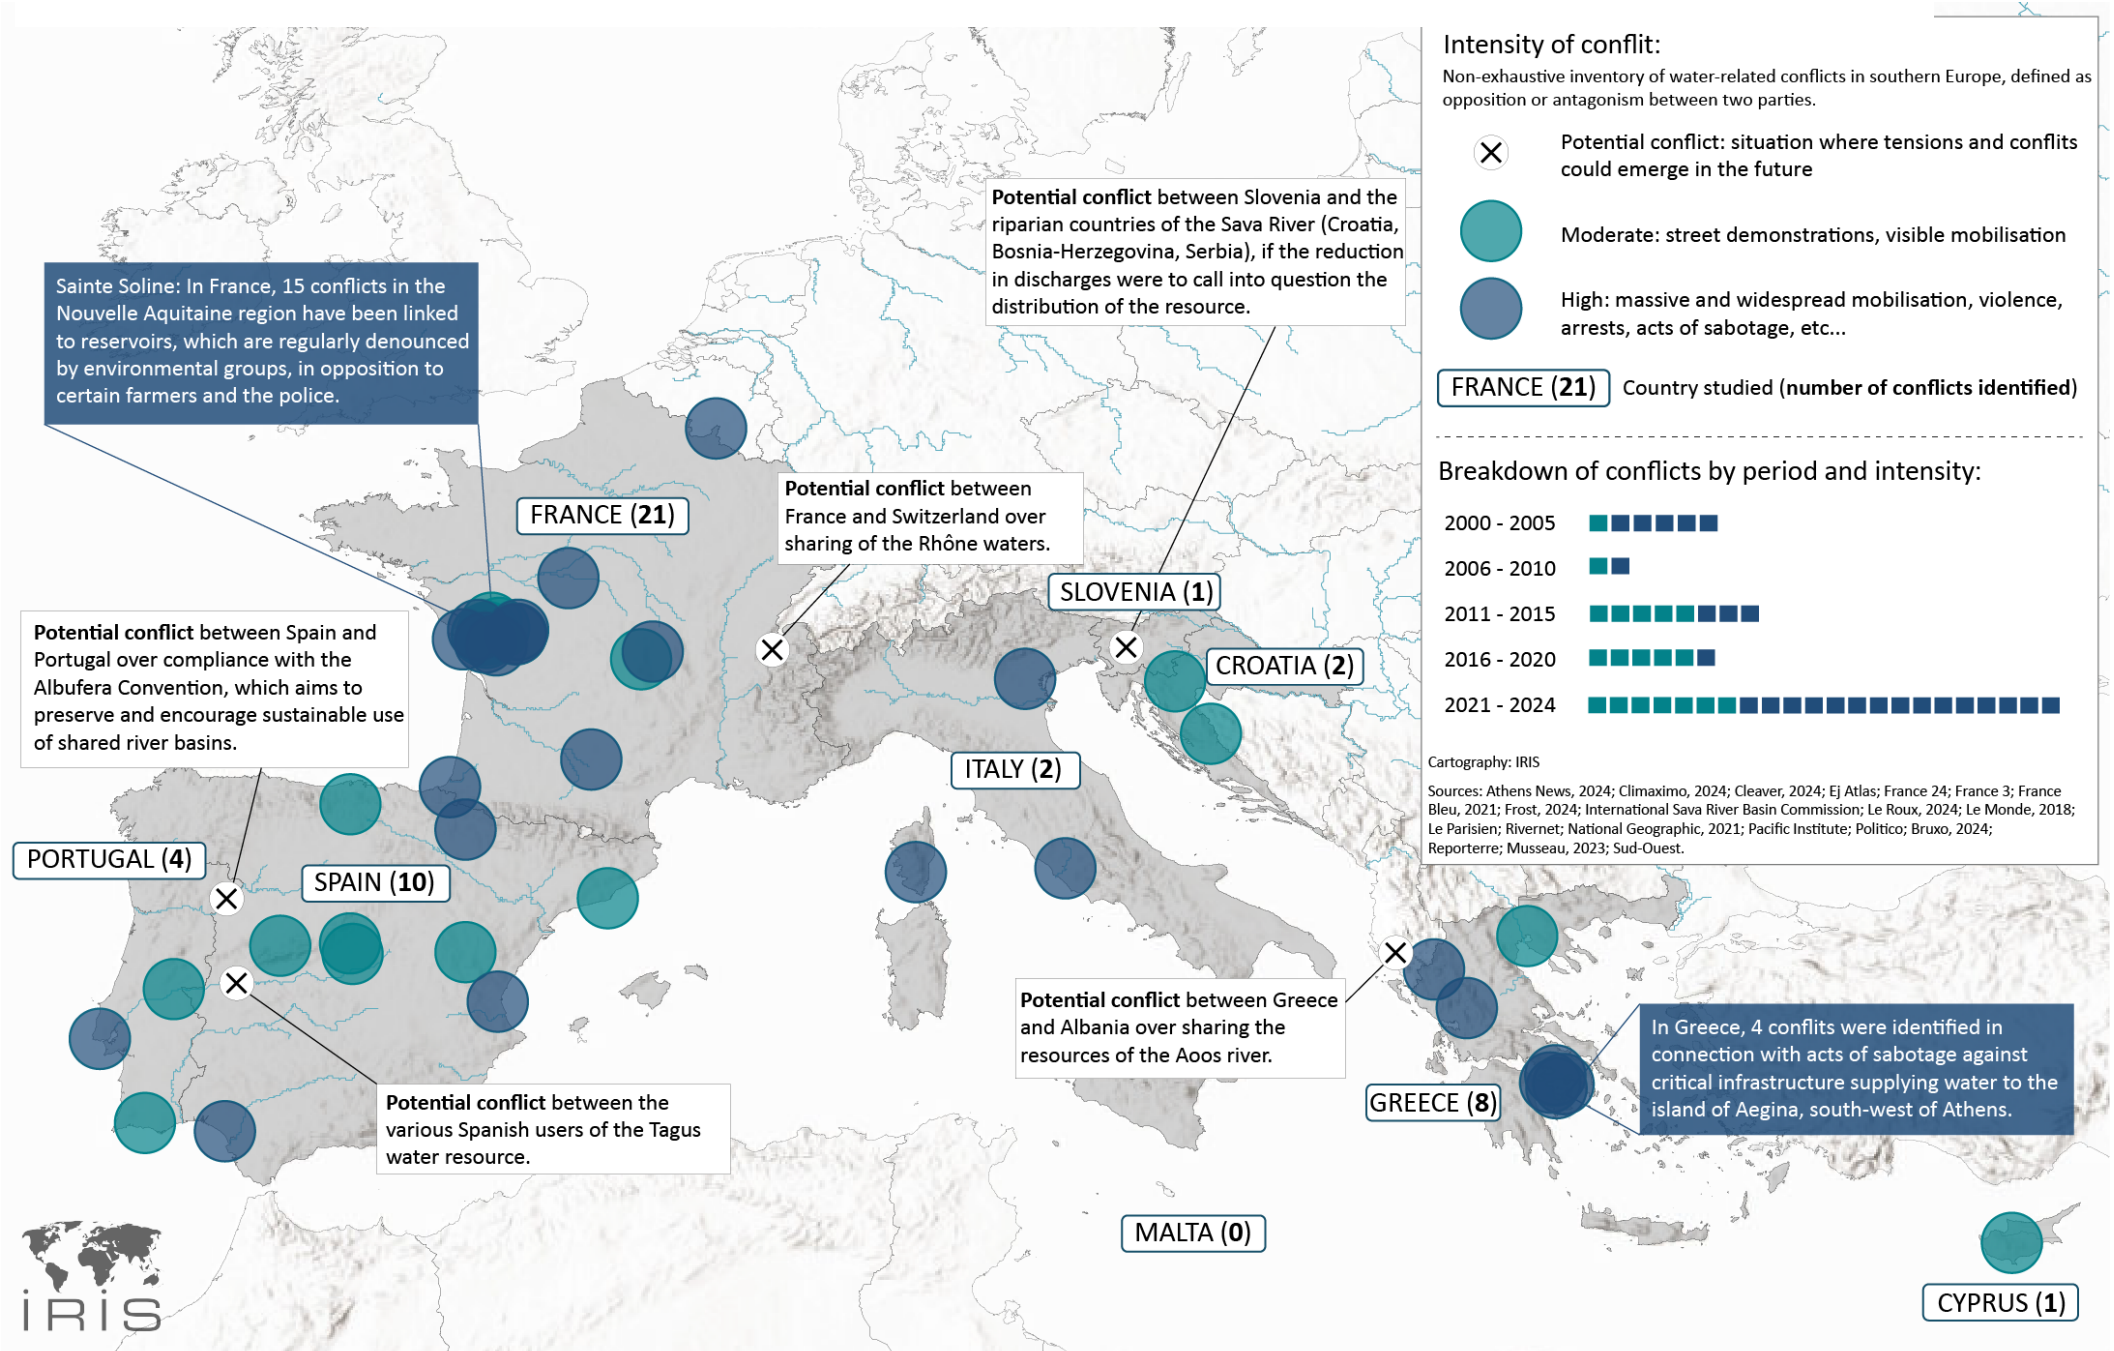 Intensity of conflit:
Non-exhaustive inventory of water-related conflicts in southern Europe, defined as
opposition or antagonism between two parties.
Potential conflict: situation where tensions and conflits
could emerge in the future
Moderate: street demonstrations, visible mobilisation
High: massive and widespread mobilisation, violence,
arrests, acts of sabotage, etc...
FRANCE (21)
Country studied (number of conflicts identified)
Breakdown of conflicts by period and intensity:
2000 - 2005
2006 - 2010
2011 - 2015
2016 - 2020
2021 - 2024
Cartography: IRIS
Sources: Athens News, 2024; Climaximo, 2024; Cleaver, 2024; Ej Atlas; France 24; France 3; France
Bleu, 2021; Frost, 2024; International Sava River Basin Commission; Le Roux, 2024; Le Monde, 2018;
Le Parisien; Rivernet; National Geographic, 2021; Pacific Institute; Politico; Bruxo, 2024;
Reporterre; Musseau, 2023; Sud-Ouest.
Potential conflict between Slovenia and the
riparian countries of the Sava River (Croatia,
Bosnia-Herzegovina, Serbia), if the reduction
in discharges were to call into question the
distribution of the resource.
Sainte Soline: In France, 15 conflicts in the
Nouvelle Aquitaine region have been linked
to reservoirs, which are regularly denounced
by environmental groups, in opposition to
certain farmers and the police.
FRANCE (21)
Potential conflict between
France and Switzerland over
sharing of the Rhône waters.
SLOVENIA (1)
CROATIA (2)
Potential conflict between Spain and
Portugal over compliance with the
Albufera Convention, which aims to
preserve and encourage sustainable use
of shared river basins.
ITALY (2)
PORTUGAL (4)
SPAIN (10)
Potential conflict between Greece
and Albania over sharing the
resources of the Aoos river.
In Greece, 4 conflits were identified in
connection with acts of sabotage against
critical infrastructure supplying water to the
island of Aegina, south-west of Athens.
GREECE (8)
Potential conflict between the
various Spanish users of the Tagus
water resource.
MALTA (0)
CYPRUS (1)
iRiS